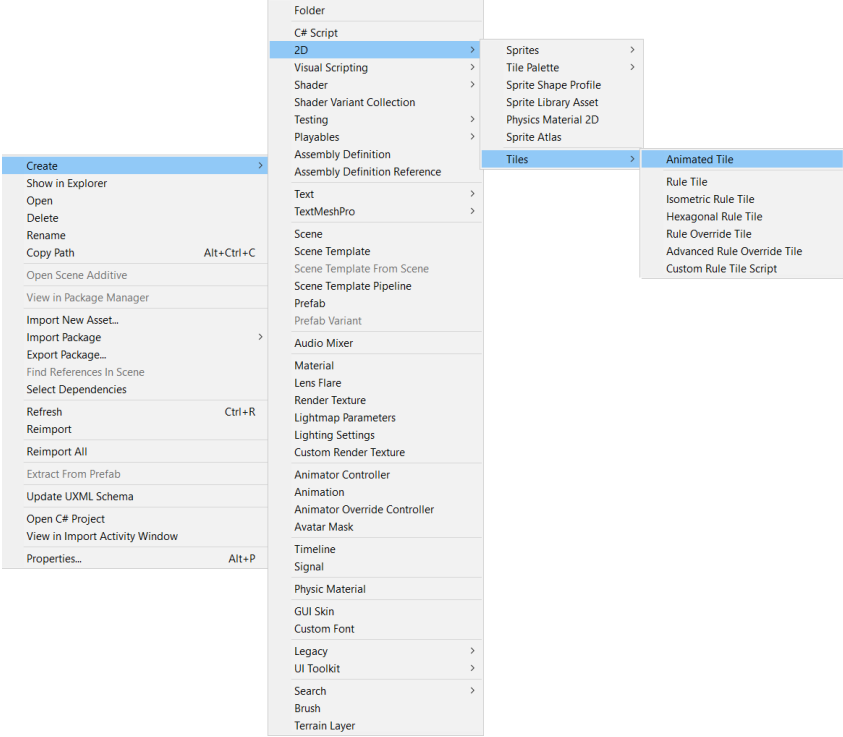 Create
Show in Explorer
Open
Delete
Rename
Copy Path Alt+Ctrl+C
Open Scene Additive
View in Package Manager
Import New Asset...
Import Package
Export Package...
Find References In Scene
Select Dependencies
Refresh Ctrl+R
Reimport
Reimport All
Extract From Prefab
Update UXML Schema
Open C# Project
View in Import Activity Window
Properties... Alt+P
Folder
C# Script
2D
Visual Scripting
Shader
Shader Variant Collection
Testing
Playables
Assembly Definition
Assembly Definition Reference
Text
TextMeshPro
Scene
Scene Template
Scene Template From Scene
Scene Template Pipeline
Prefab
Prefab Variant
Audio Mixer
Material
Lens Flare
Render Texture
Lightmap Parameters
Lighting Settings
Custom Render Texture
Animator Controller
Animation
Animator Override Controller
Avatar Mask
Timeline
Signal
Physic Material
GUI Skin
Custom Font
Legacy
UI Toolkit
Search
Brush
Terrain Layer
Sprites
Tile Palette
Sprite Shape Profile
Sprite Library Asset
Physics Material 2D
Sprite Atlas
Tiles
Animated Tile
Rule Tile
Isometric Rule Tile
Hexagonal Rule Tile
Rule Override Tile
Advanced Rule Override Tile
Custom Rule Tile Script